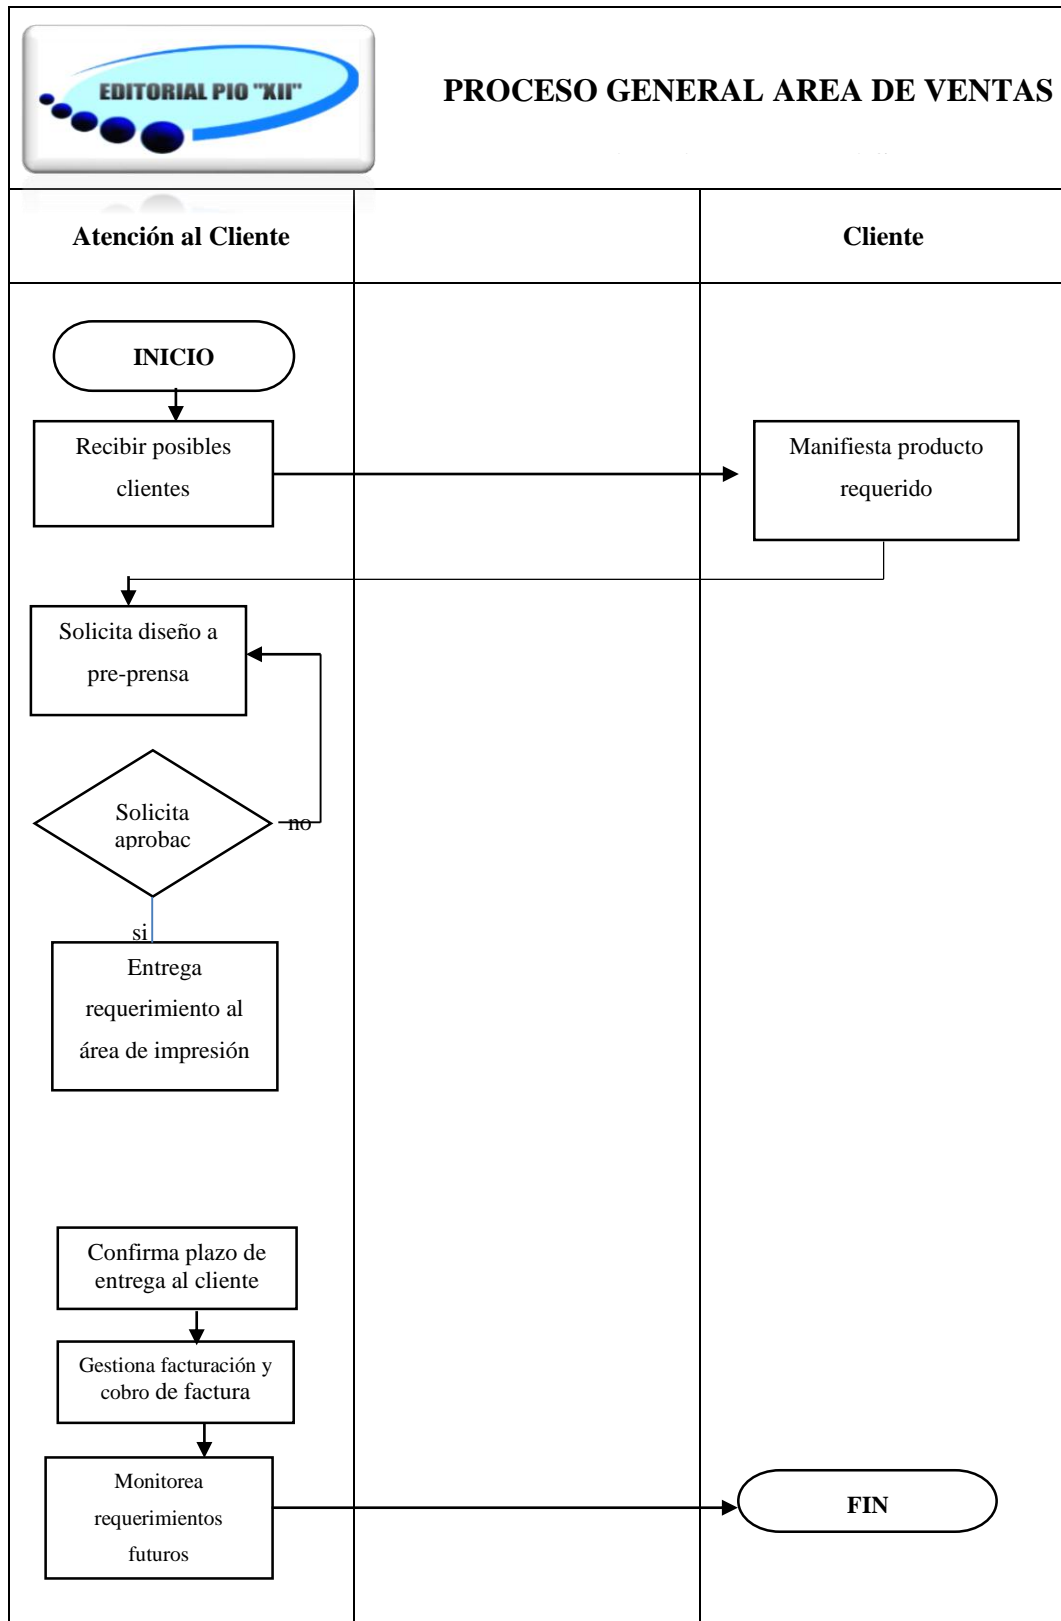 EDITORIAL PIO "XII"
PROCESO GENERAL AREA DE VENTAS
Atención al Cliente
Cliente
INICIO
Recibir posibles
clientes
Manifiesta producto
requerido
Solicita diseño a
pre-prensa
Solicita
aprobac
no
si
Entrega
requerimiento al
área de impresión
Confirma plazo de
entrega al cliente
Gestiona facturación y
cobro de factura
Monitorea
requerimientos
futuros
FIN